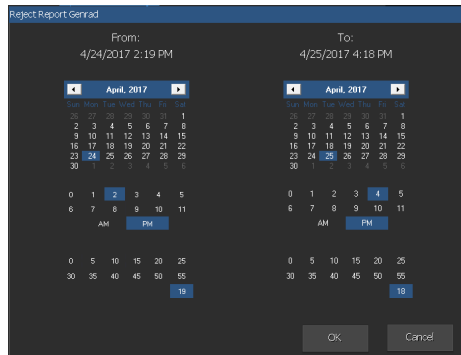 Reject Report Genrad
From: To:
4/24/2017 2:19 PM 4/25/2017 4:18 PM
April, 2017 April, 2017
Sun Mon Tue Wed Thu Fri Sat Sun Mon Tue Wed Thu Fri Sat
26 27 28 29 30 31 1 26 27 28 29 30 31 1
2 3 4 5 6 7 8 2 3 4 5 6 7 8
9 10 11 12 13 14 15 9 10 11 12 13 14 15
16 17 18 19 20 21 22 16 17 18 19 20 21 22
23 24 25 26 27 28 29 23 24 25 26 27 28 29
30 1 2 3 4 5 6 30 1 2 3 4 5 6
0 1 2 3 4 5 0 1 2 3 4 5
6 7 8 9 10 11 6 7 8 9 10 11
AM PM AM PM
0 5 10 15 20 25 0 5 10 15 20 25
30 35 40 45 50 55 30 35 40 45 50 55
19 18
OK Cancel